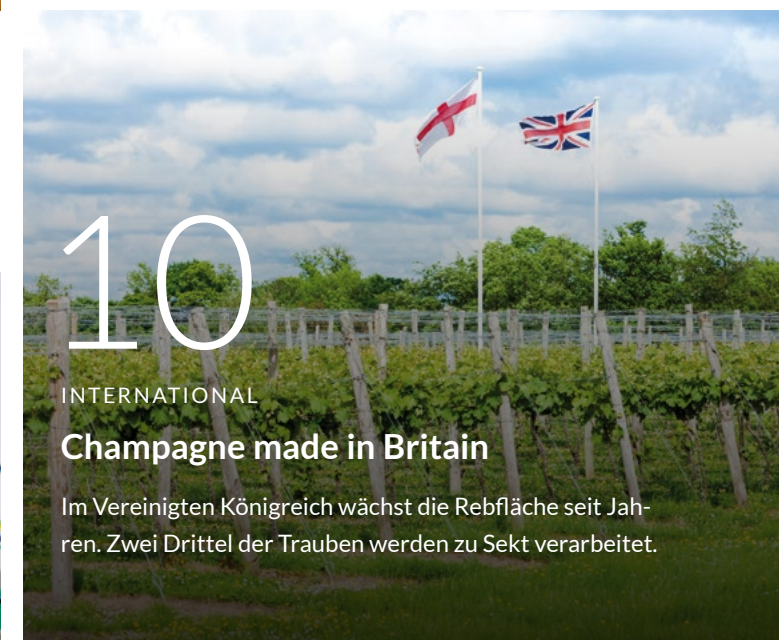 10
INTERNATIONAL
Champagne made in Britain
Im Vereinigten Königreich wächst die Rebfläche seit Jah-
ren. Zwei Drittel der Trauben werden zu Sekt verarbeitet.